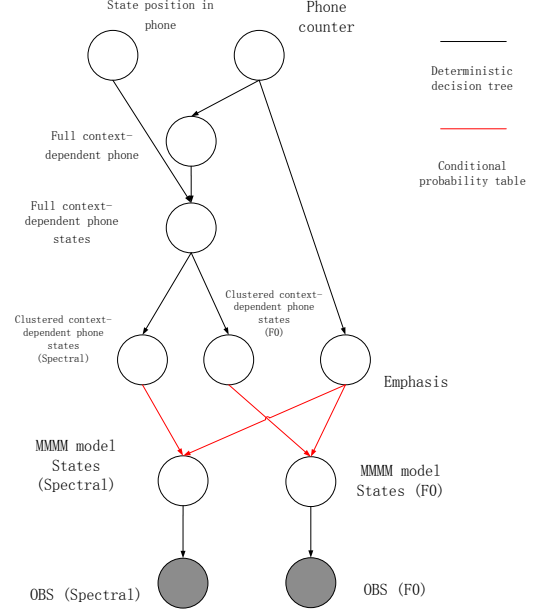 State position in
phone
Phone
counter
Deterministic
decision tree
Full context-
dependent phone
Conditional
probability table
Full context-
dependent phone
states
Clustered context-
dependent phone
states
(F0)
Clustered context-
dependent phone
states
(Spectral)
Emphasis
MMMM model
States
(Spectral)
MMMM model
States (F0)
OBS (Spectral)
OBS (F0)